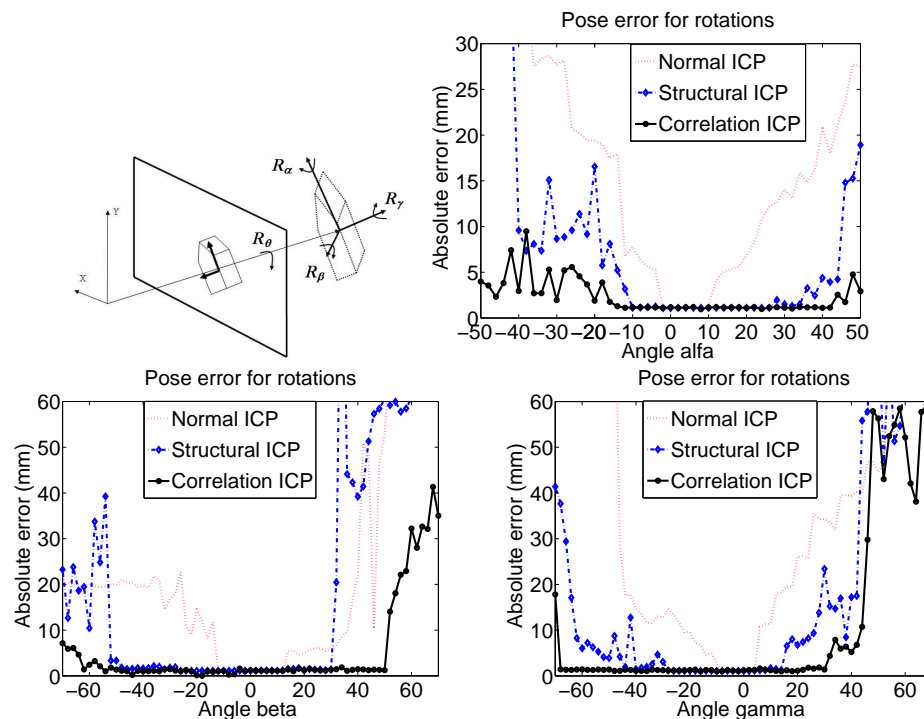 Y
X
Rα
Rγ
Rθ
Rβ
Pose error for rotations
Normal ICP
Structural ICP
Correlation ICP
Absolute error (mm)
30
25
20
15
10
5
0
−50 −40 −30 −20 −10 0 10 20 30 40 50
Angle alfa
Pose error for rotations
Normal ICP
Structural ICP
Correlation ICP
Absolute error (mm)
60
50
40
30
20
10
0
−60 −40 −20 0 20 40 60
Angle beta
Pose error for rotations
Normal ICP
Structural ICP
Correlation ICP
Absolute error (mm)
60
50
40
30
20
10
0
−60 −40 −20 0 20 40 60
Angle gamma